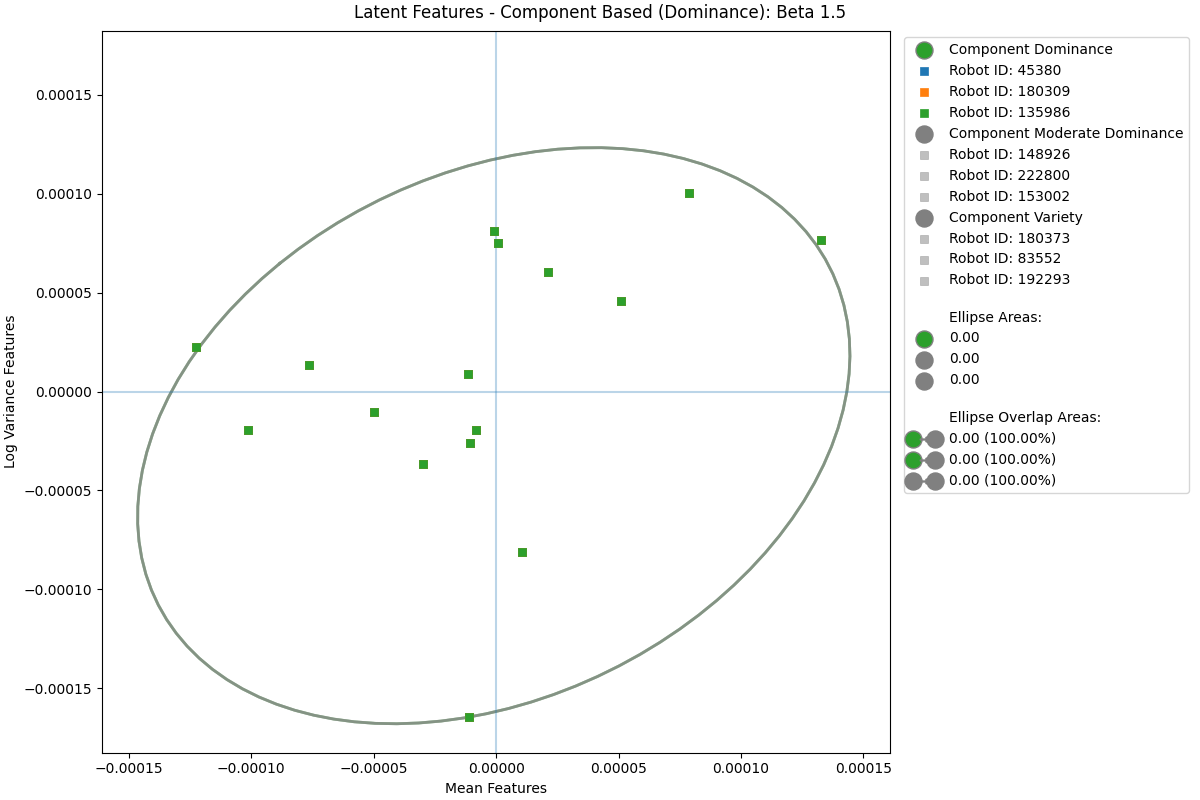 Latent Features - Component Based (Dominance): Beta 1.5
Log Variance Features
0.00015
0.00010
0.00005
0.00000
−0.00005
−0.00010
−0.00015
−0.00015
−0.00010
−0.00005
0.00000
0.00005
0.00010
0.00015
Mean Features
Component Dominance
Robot ID: 45380
Robot ID: 180309
Robot ID: 135986
Component Moderate Dominance
Robot ID: 148926
Robot ID: 222800
Robot ID: 153002
Component Variety
Robot ID: 180373
Robot ID: 83552
Robot ID: 192293
Ellipse Areas:
0.00
0.00
0.00
Ellipse Overlap Areas:
0.00 (100.00%)
0.00 (100.00%)
0.00 (100.00%)